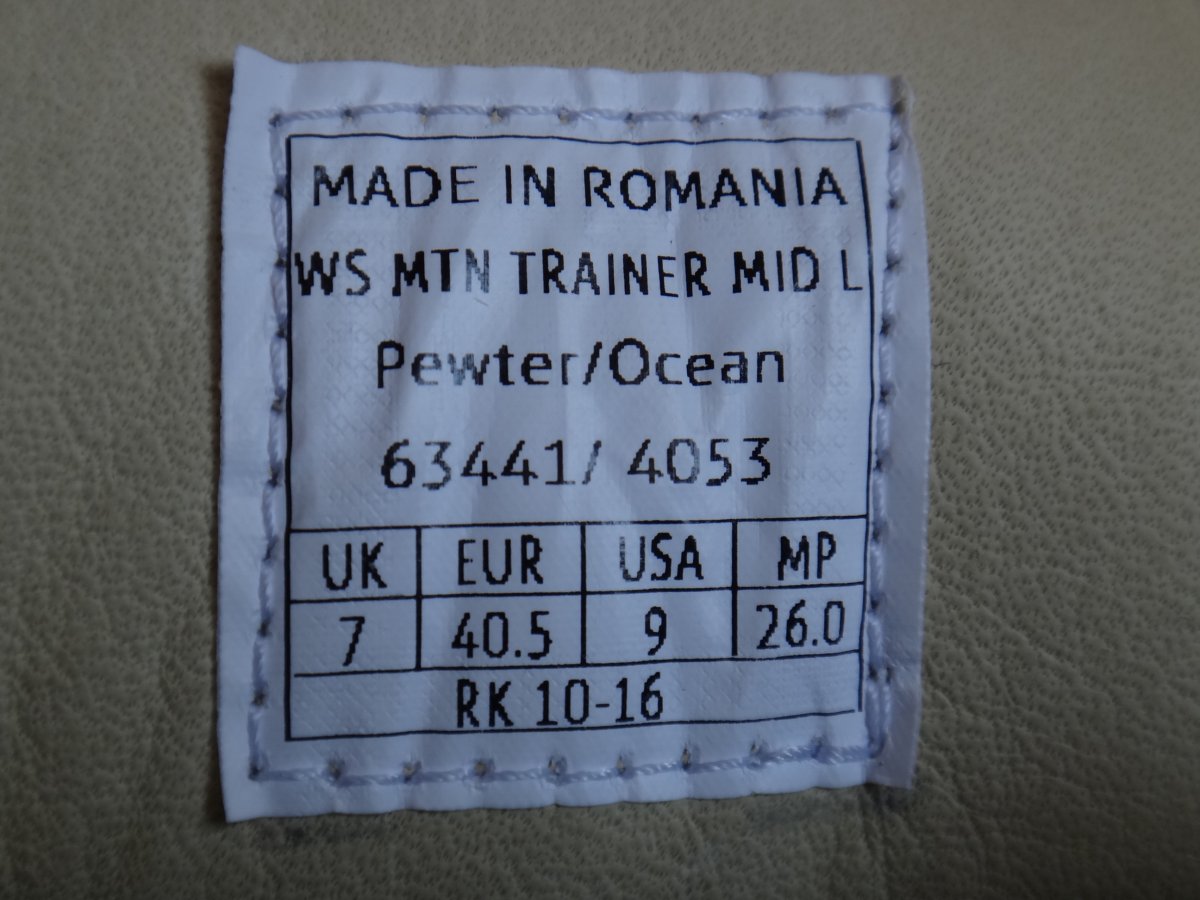 MADE IN ROMANIA
WS MTN TRAINER MID L
Pewter/Ocean
63441/ 4053
UK EUR USA MP
7 40.5 9 26.0
RK 10-16